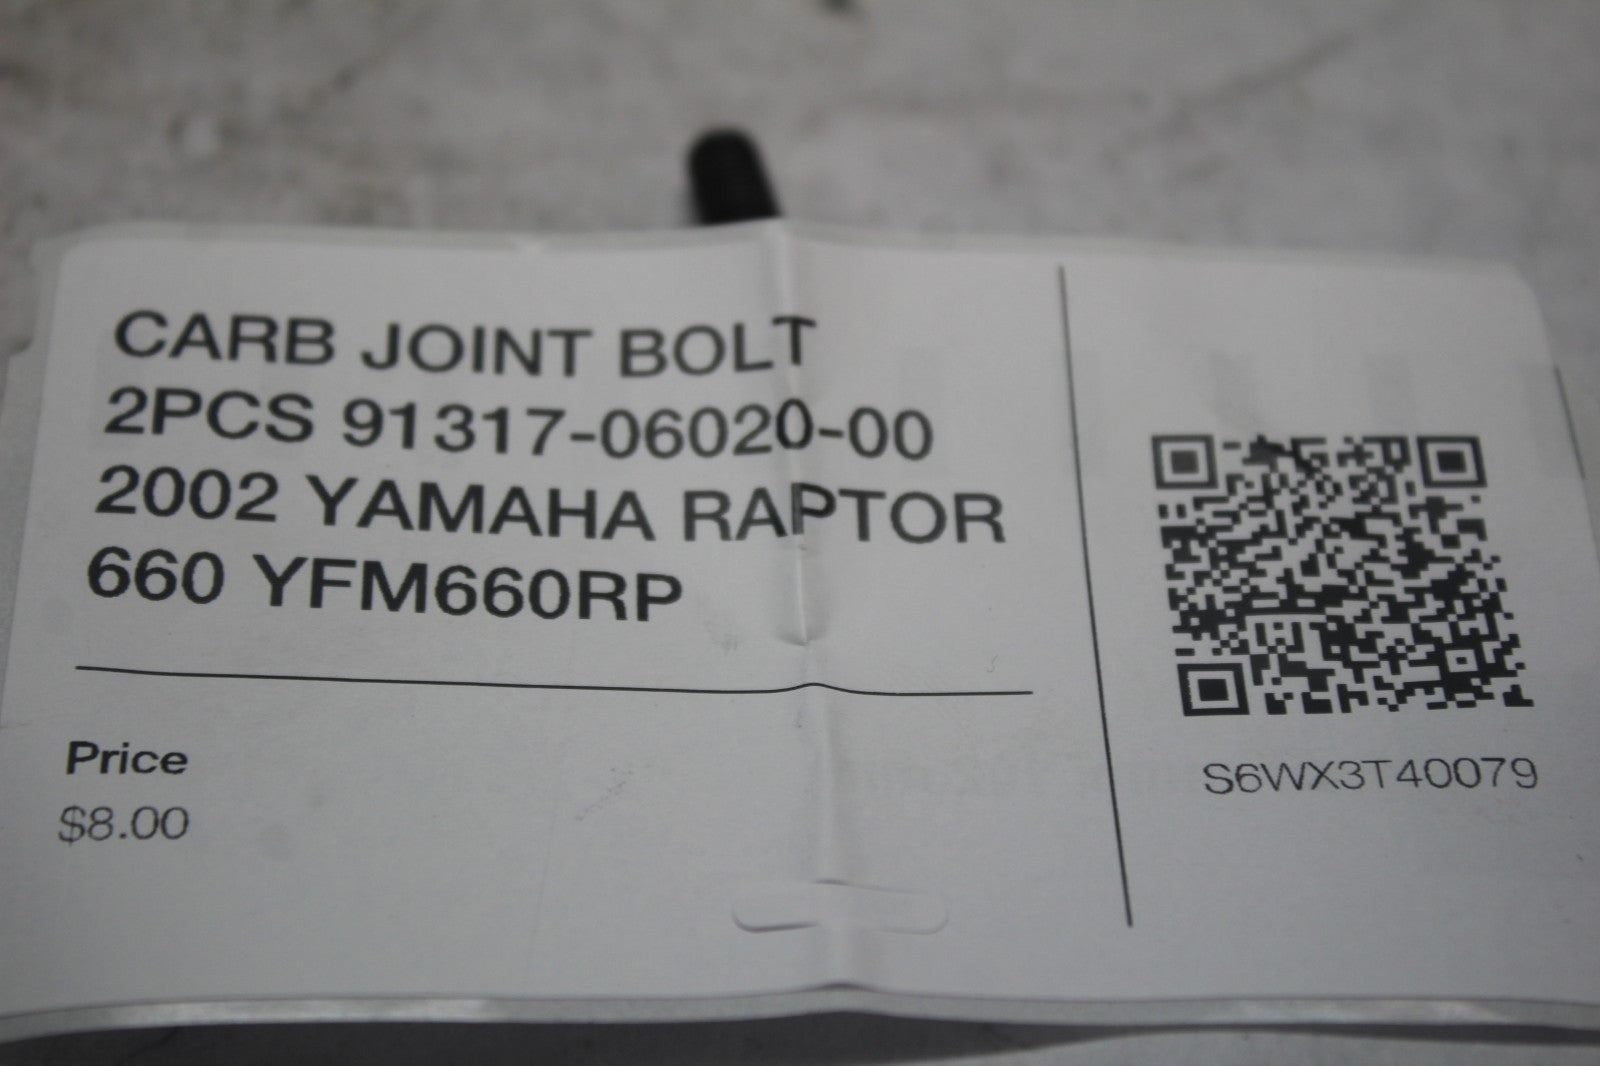 CARB JOINT BOLT
2PCS 91317-06020-00
2002 YAMAHA RAPTOR
660 YFM660RP
Price
$8.00
S6WX3T40079